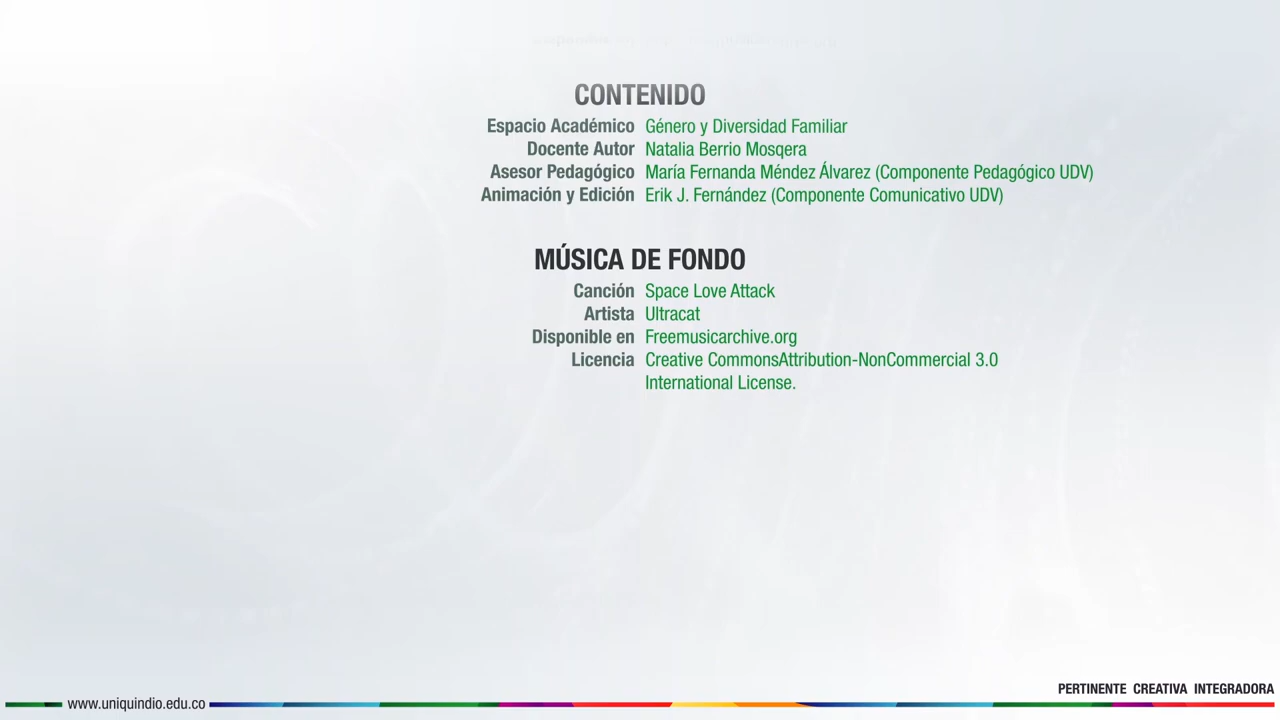 CONTENIDO
Espacio Académico Género y Diversidad Familiar
Docente Autor Natalia Berrio Mosqera
Asesor Pedagógico María Fernanda Méndez Álvarez (Componente Pedagógico UDV)
Animación y Edición Erik J. Fernández (Componente Comunicativo UDV)
MÚSICA DE FONDO
Canción Space Love Attack
Artista Ultracat
Disponible en Freemusicarchive.org
Licencia Creative CommonsAttribution-NonCommercial 3.0
International License.
PERTINENTE CREATIVA INTEGRADORA
www.uniquindio.edu.co